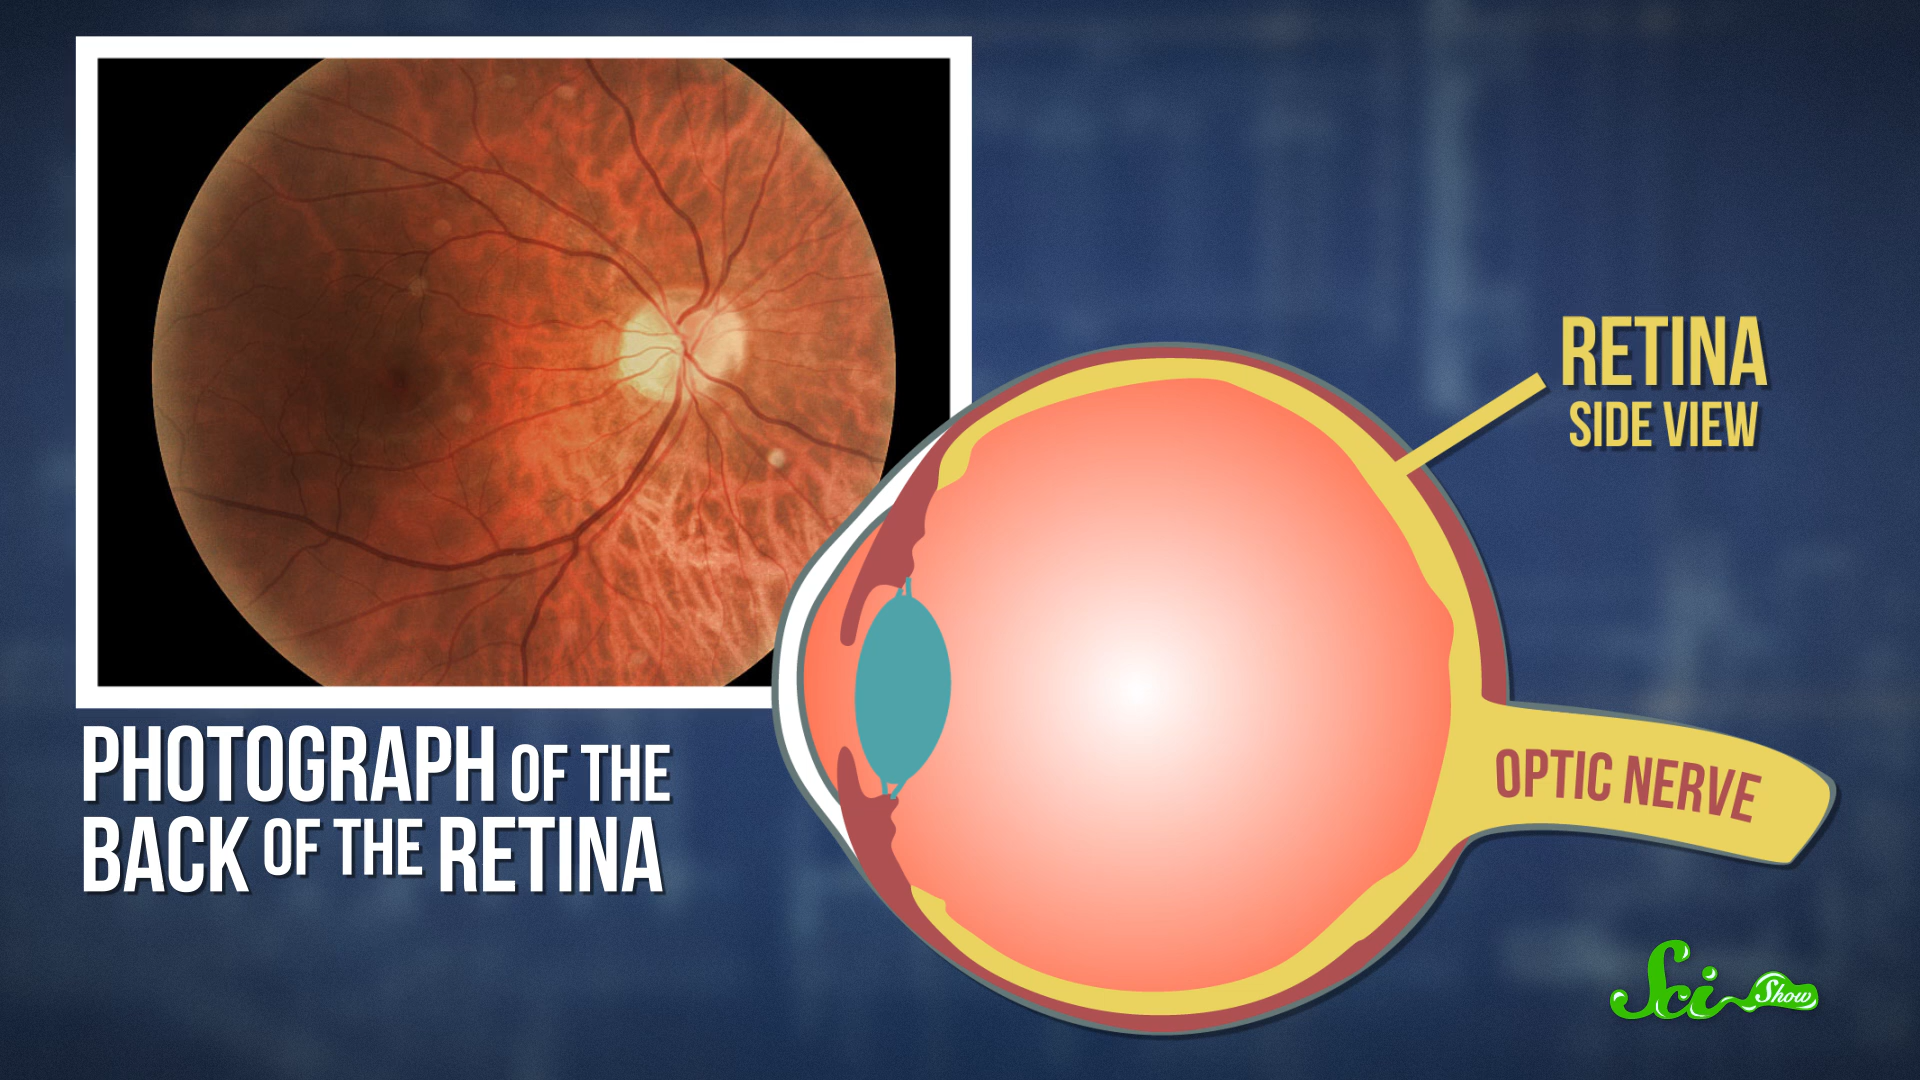 RETINA
SIDE VIEW
OPTIC NERVE
PHOTOGRAPH OF THE
BACK OF THE RETINA
Sci Show